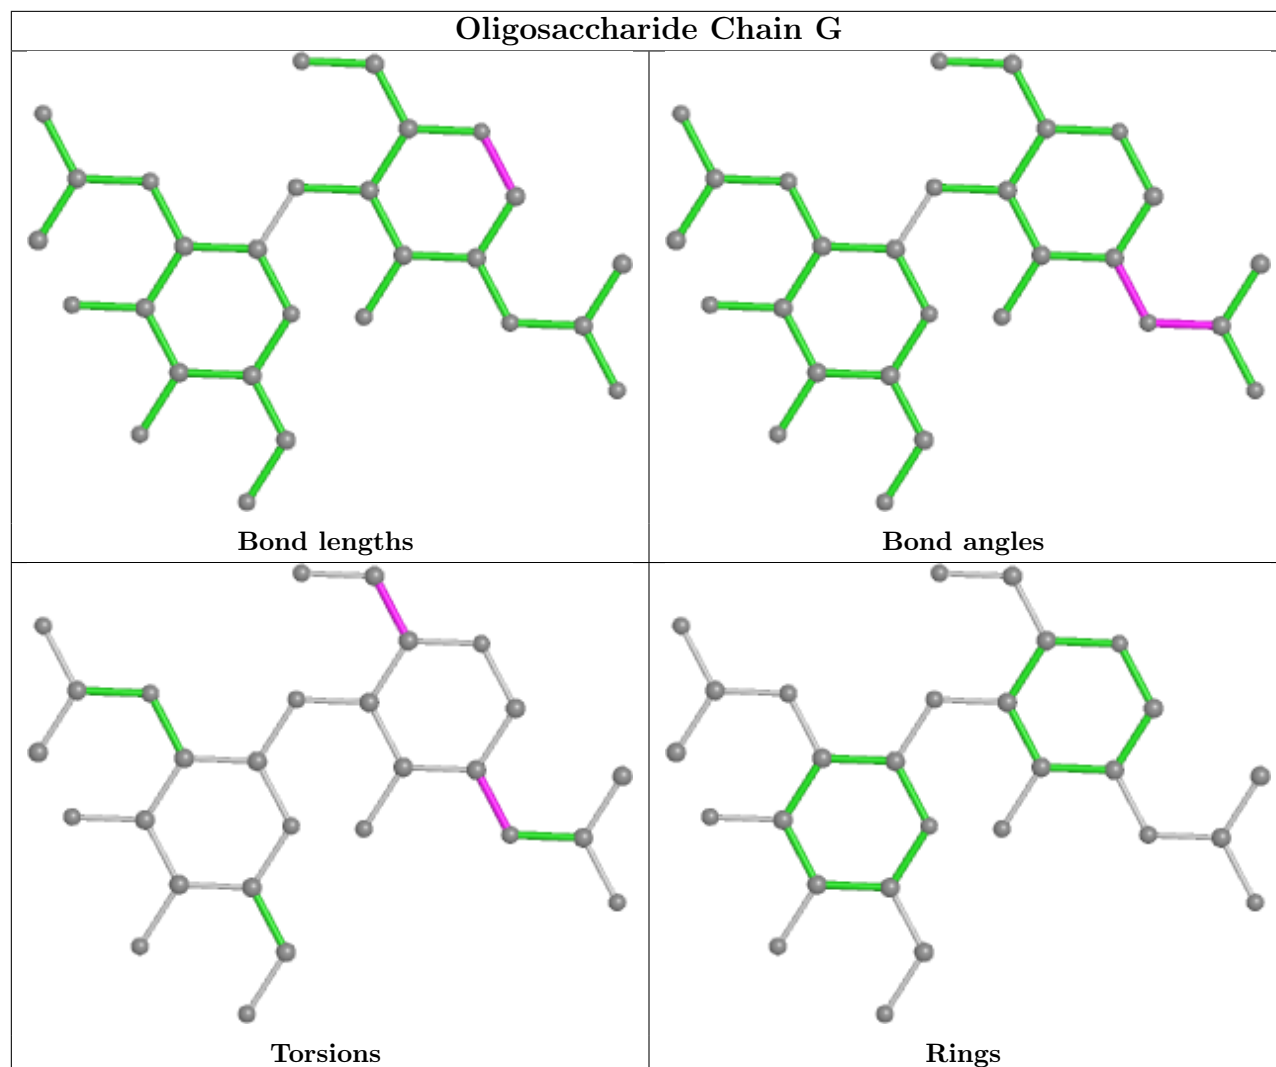 Oligosaccharide Chain G
Bond lengths
Bond angles
Torsions
Rings